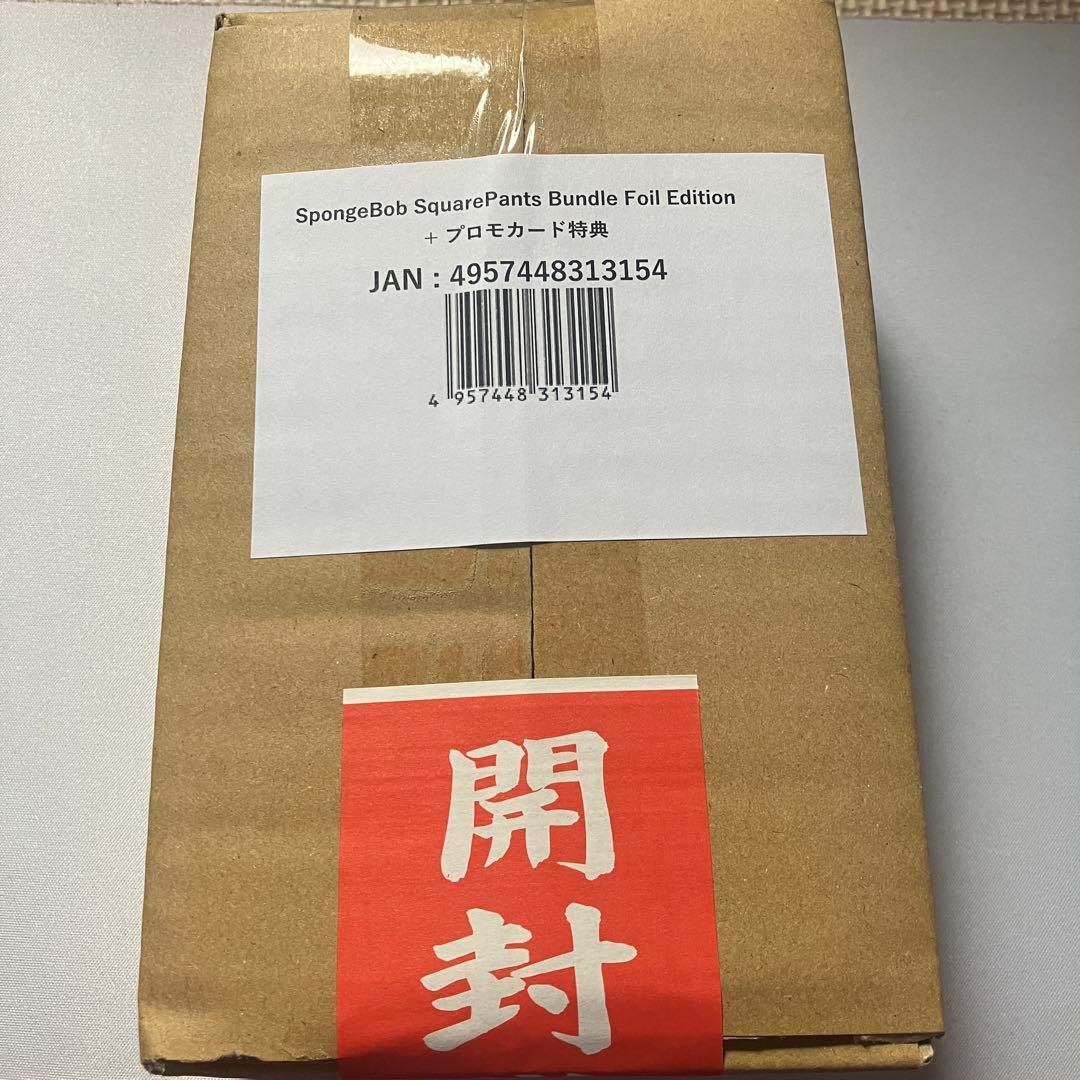 SpongeBob SquarePants Bundle Foil Edition
+ プロモカード特典
JAN : 4957448313154
4 957448 313154
開
封